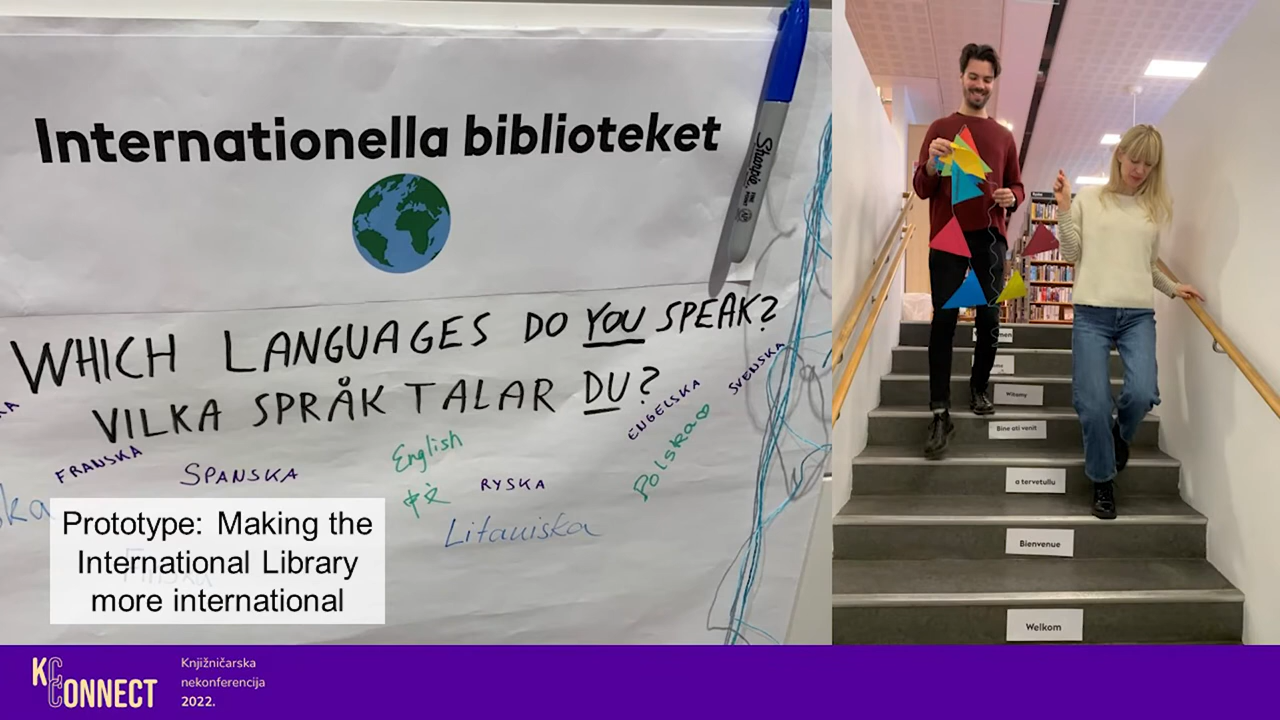 Internationella biblioteket
Sharpie
WHICH LANGUAGES DO YOU SPEAK?
VILKA SPRÅK TALAR DU?
FRANSKA
SPANSKA
English
中文
RYSKA
ENGELSKA
SVENSKA
Polska
Litauiska
Prototype: Making the
International Library
more international
Witamy
Bine ati venit
a tervetullu
Bienvenue
Welkom
KCONNECT
Knjižničarska
nekonferencija
2022.